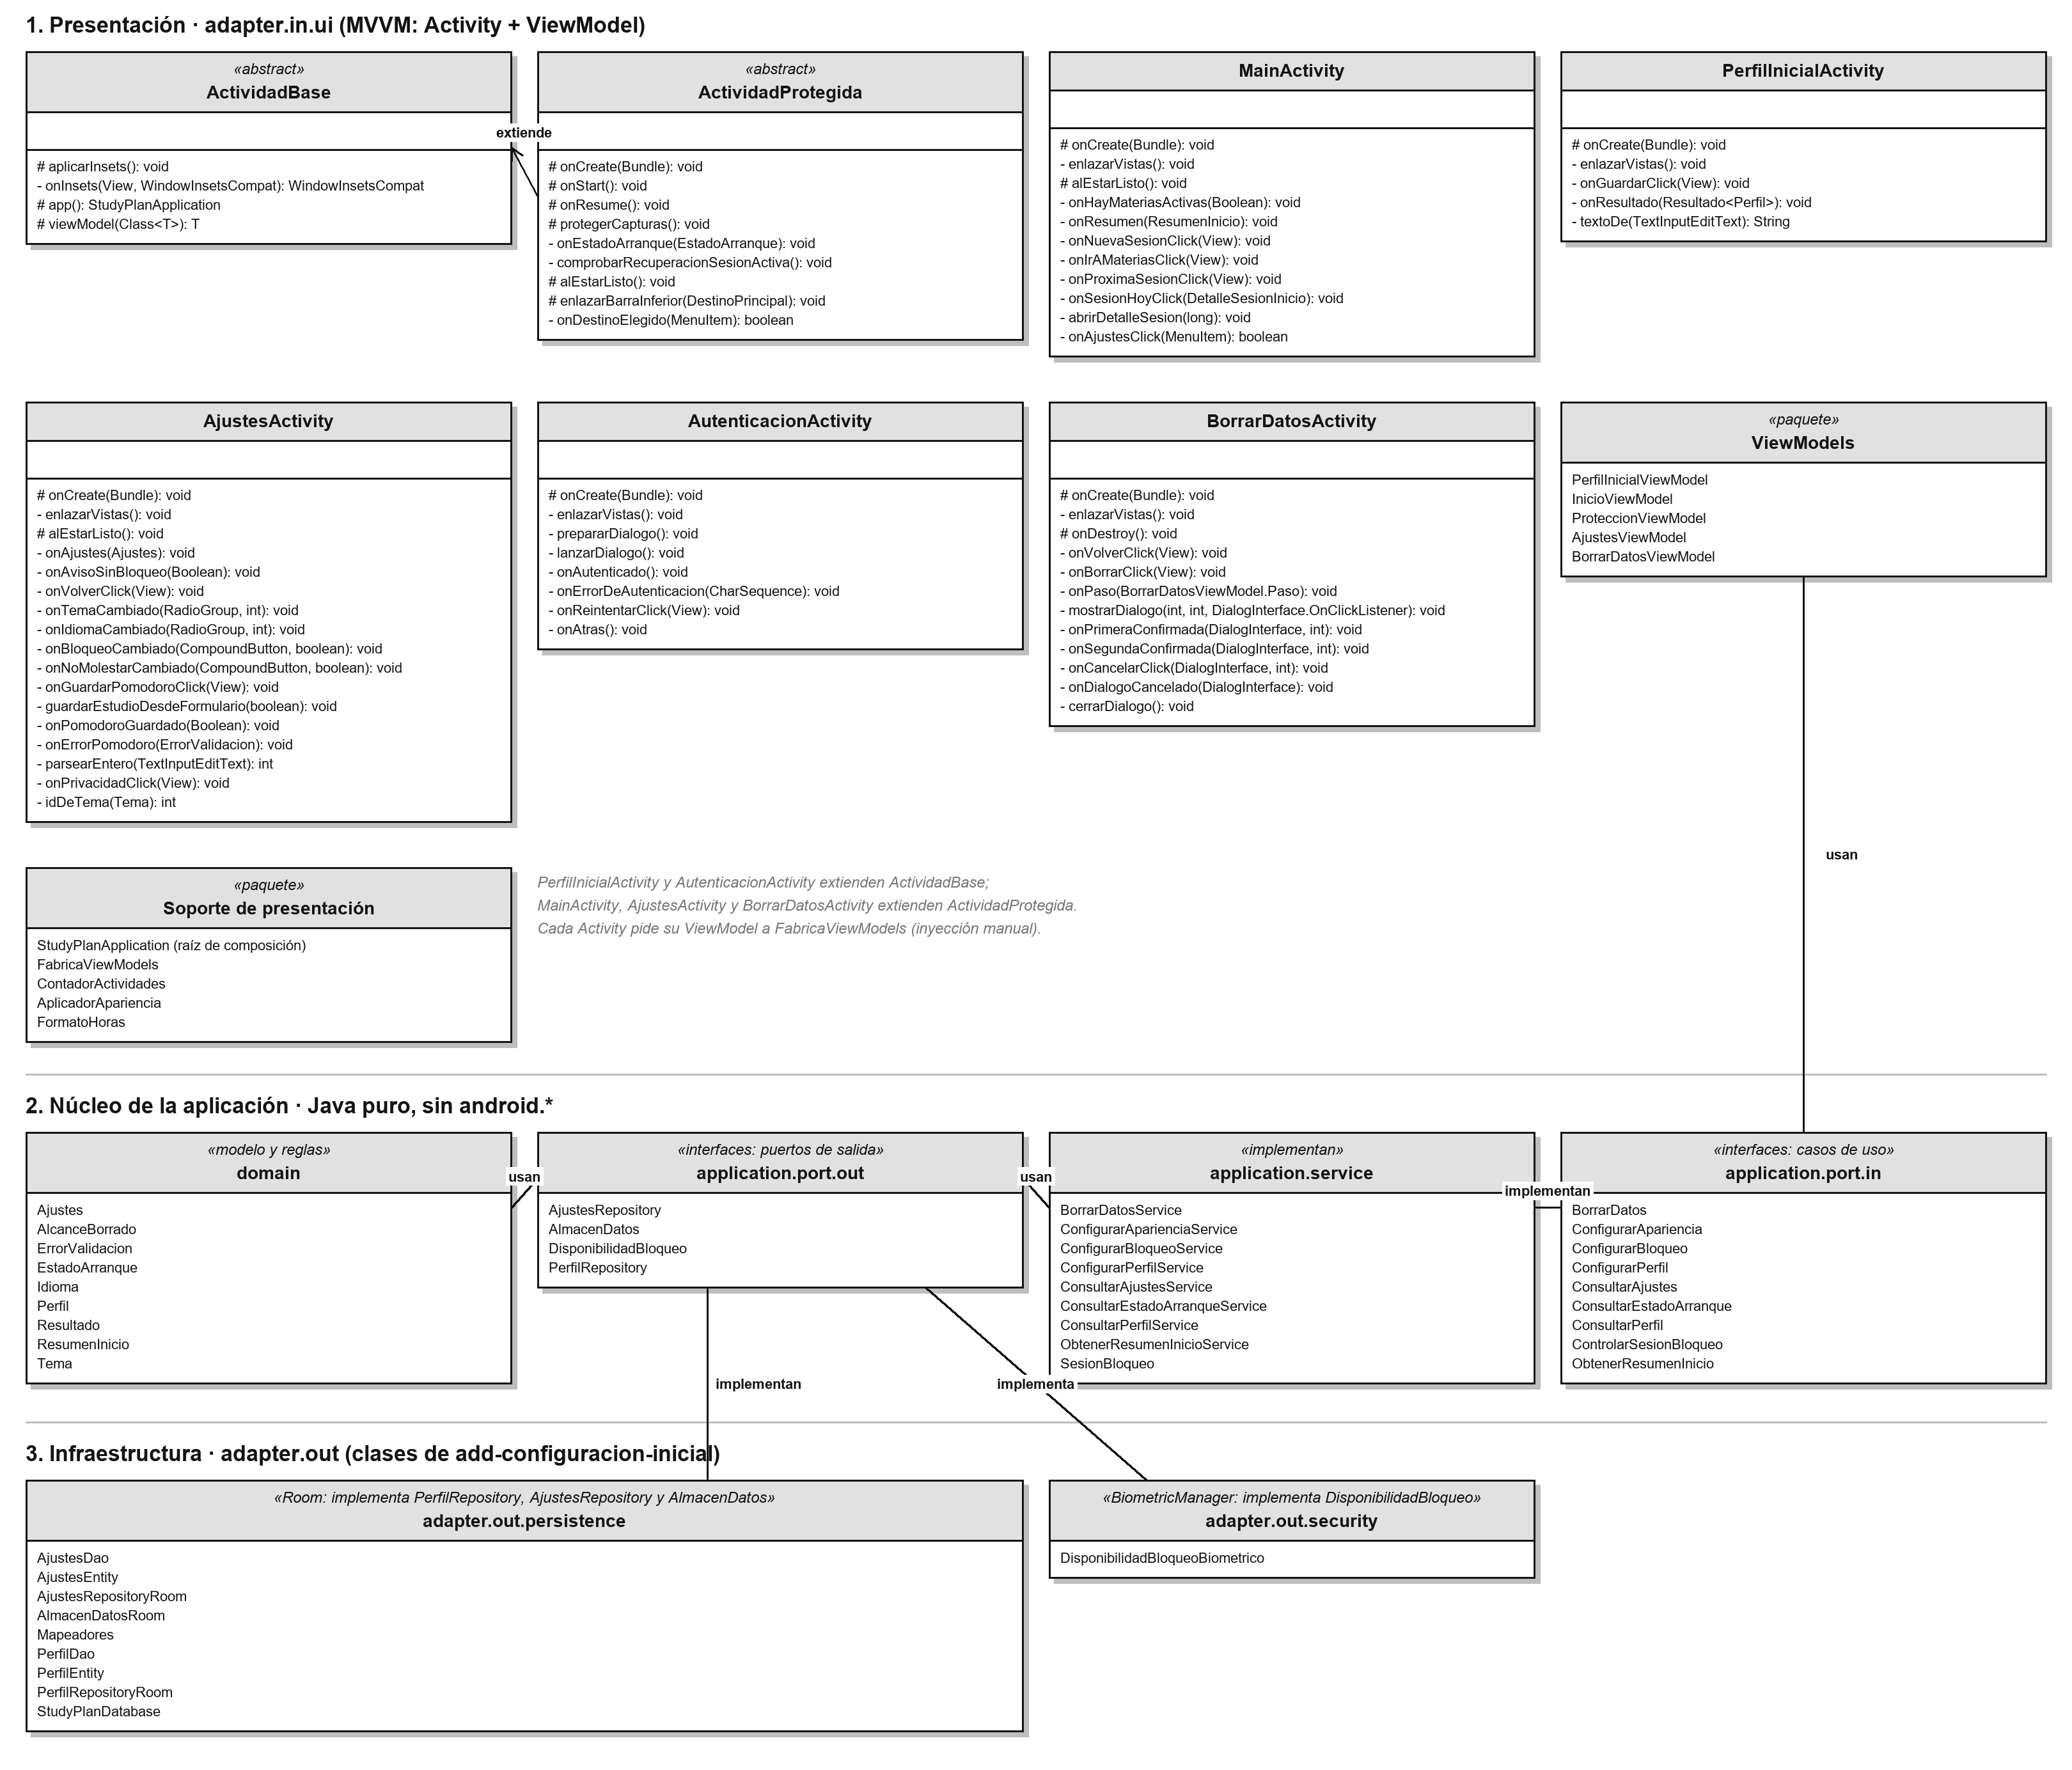 1. Presentación · adapter.in.ui (MVVM: Activity + ViewModel)
«abstract»
ActividadBase
# aplicarInsets(): void
- onInsets(View, WindowInsetsCompat): WindowInsetsCompat
# app(): StudyPlanApplication
# viewModel(Class<T>): T
extiende
«abstract»
ActividadProtegida
# onCreate(Bundle): void
# onStart(): void
# onResume(): void
# protegerCapturas(): void
- onEstadoArranque(EstadoArranque): void
- comprobarRecuperacionSesionActiva(): void
# alEstarListo(): void
# enlazarBarraInferior(DestinoPrincipal): void
- onDestinoElegido(MenuItem): boolean
MainActivity
# onCreate(Bundle): void
- enlazarVistas(): void
# alEstarListo(): void
- onHayMateriasActivas(Boolean): void
- onResumen(ResumenInicio): void
- onNuevaSesionClick(View): void
- onIrAMateriasClick(View): void
- onProximaSesionClick(View): void
- onSesionHoyClick(DetalleSesionInicio): void
- abrirDetalleSesion(long): void
- onAjustesClick(MenuItem): boolean
PerfilInicialActivity
# onCreate(Bundle): void
- enlazarVistas(): void
- onGuardarClick(View): void
- onResultado(Resultado<Perfil>): void
- textoDe(TextInputEditText): String
AjustesActivity
# onCreate(Bundle): void
- enlazarVistas(): void
# alEstarListo(): void
- onAjustes(Ajustes): void
- onAvisoSinBloqueo(Boolean): void
- onVolverClick(View): void
- onTemaCambiado(RadioGroup, int): void
- onIdiomaCambiado(RadioGroup, int): void
- onBloqueoCambiado(CompoundButton, boolean): void
- onNoMolestarCambiado(CompoundButton, boolean): void
- onGuardarPomodoroClick(View): void
- guardarEstudioDesdeFormulario(boolean): void
- onPomodoroGuardado(Boolean): void
- onErrorPomodoro(ErrorValidacion): void
- parsearEntero(TextInputEditText): int
- onPrivacidadClick(View): void
- idDeTema(Tema): int
AutenticacionActivity
# onCreate(Bundle): void
- enlazarVistas(): void
- prepararDialogo(): void
- lanzarDialogo(): void
- onAutenticado(): void
- onErrorDeAutenticacion(CharSequence): void
- onReintentarClick(View): void
- onAtras(): void
BorrarDatosActivity
# onCreate(Bundle): void
- enlazarVistas(): void
# onDestroy(): void
- onVolverClick(View): void
- onBorrarClick(View): void
- onPaso(BorrarDatosViewModel.Paso): void
- mostrarDialogo(int, int, DialogInterface.OnClickListener): void
- onPrimeraConfirmada(DialogInterface, int): void
- onSegundaConfirmada(DialogInterface, int): void
- onCancelarClick(DialogInterface, int): void
- onDialogoCancelado(DialogInterface): void
- cerrarDialogo(): void
«paquete»
ViewModels
PerfilInicialViewModel
InicioViewModel
ProteccionViewModel
AjustesViewModel
BorrarDatosViewModel
usan
«paquete»
Soporte de presentación
StudyPlanApplication (raíz de composición)
FabricaViewModels
ContadorActividades
AplicadorApariencia
FormatoHoras
PerfilInicialActivity y AutenticacionActivity extienden ActividadBase;
MainActivity, AjustesActivity y BorrarDatosActivity extienden ActividadProtegida.
Cada Activity pide su ViewModel a FabricaViewModels (inyección manual).
2. Núcleo de la aplicación · Java puro, sin android.*
«modelo y reglas»
domain
Ajustes
AlcanceBorrado
ErrorValidacion
EstadoArranque
Idioma
Perfil
Resultado
ResumenInicio
Tema
usan
«interfaces: puertos de salida»
application.port.out
AjustesRepository
AlmacenDatos
DisponibilidadBloqueo
PerfilRepository
usan
«implementan»
application.service
BorrarDatosService
ConfigurarAparienciaService
ConfigurarBloqueoService
ConfigurarPerfilService
ConsultarAjustesService
ConsultarEstadoArranqueService
ConsultarPerfilService
ObtenerResumenInicioService
SesionBloqueo
implementan
«interfaces: casos de uso»
application.port.in
BorrarDatos
ConfigurarApariencia
ConfigurarBloqueo
ConfigurarPerfil
ConsultarAjustes
ConsultarEstadoArranque
ConsultarPerfil
ControlarSesionBloqueo
ObtenerResumenInicio
implementan
implementa
3. Infraestructura · adapter.out (clases de add-configuracion-inicial)
«Room: implementa PerfilRepository, AjustesRepository y AlmacenDatos»
adapter.out.persistence
AjustesDao
AjustesEntity
AjustesRepositoryRoom
AlmacenDatosRoom
Mapeadores
PerfilDao
PerfilEntity
PerfilRepositoryRoom
StudyPlanDatabase
«BiometricManager: implementa DisponibilidadBloqueo»
adapter.out.security
DisponibilidadBloqueoBiometrico